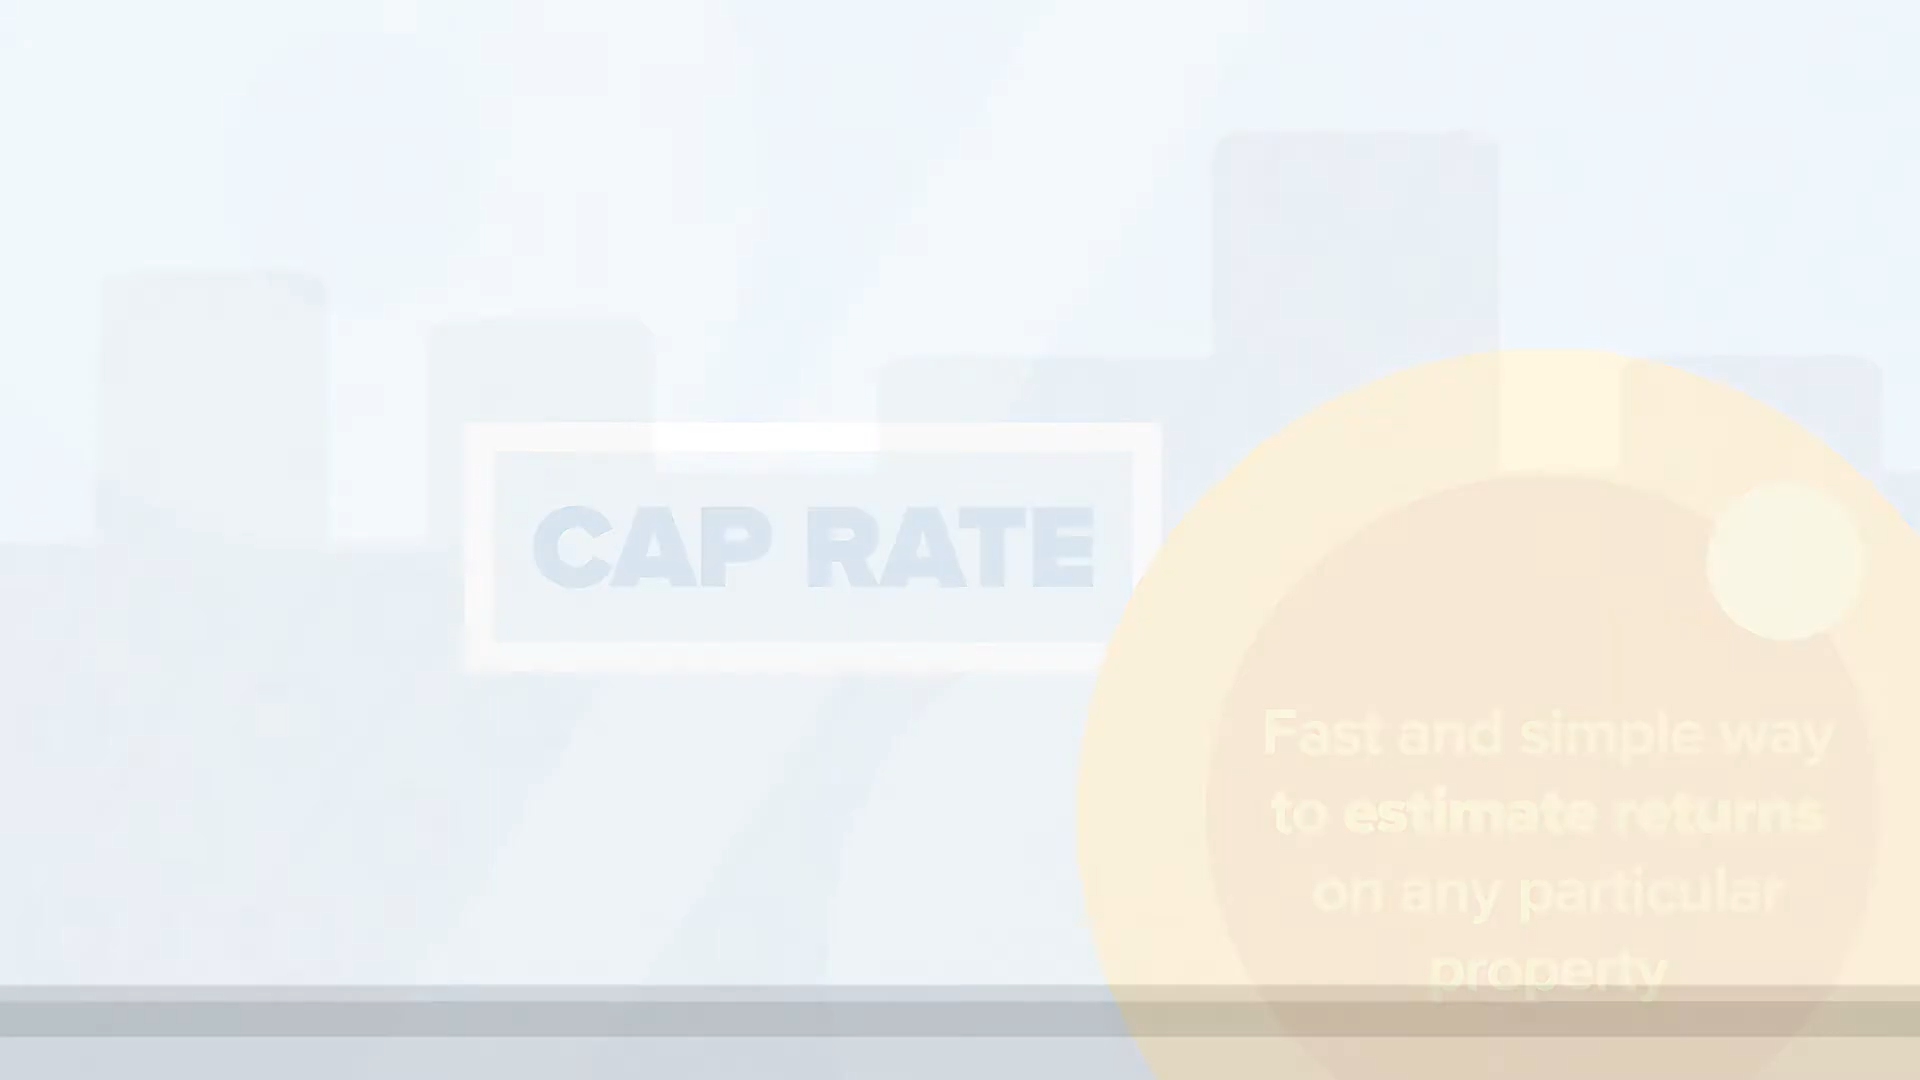 CAP RATE
Fast and simple way
to estimate returns
on any particular
property